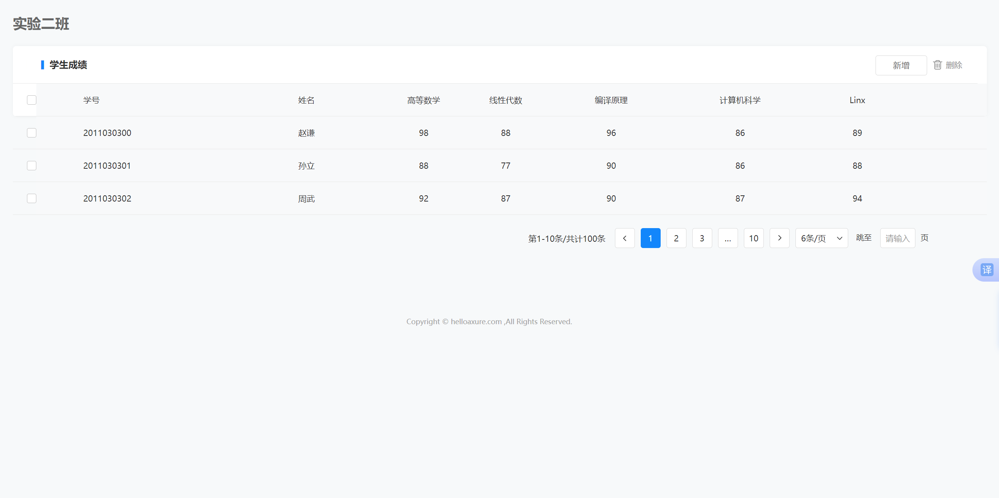 实验二班
学生成绩
新增 删除
学号 姓名 高等数学 线性代数 编译原理 计算机科学 Linx
2011030300 赵谦 98 88 96 86 89
2011030301 孙立 88 77 90 86 88
2011030302 周武 92 87 90 87 94
第1-10条/共计100条 1 2 3 ... 10 6条/页 跳至 请输入 页
译
Copyright © helloaxure.com ,All Rights Reserved.